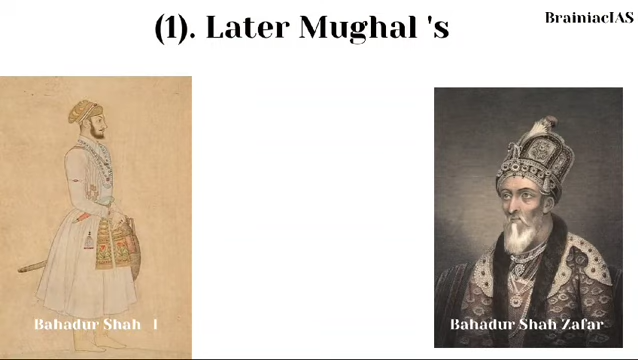 (1). Later Mughal 's
BrainiacIAS
Bahadur Shah I
Bahadur Shah Zafar